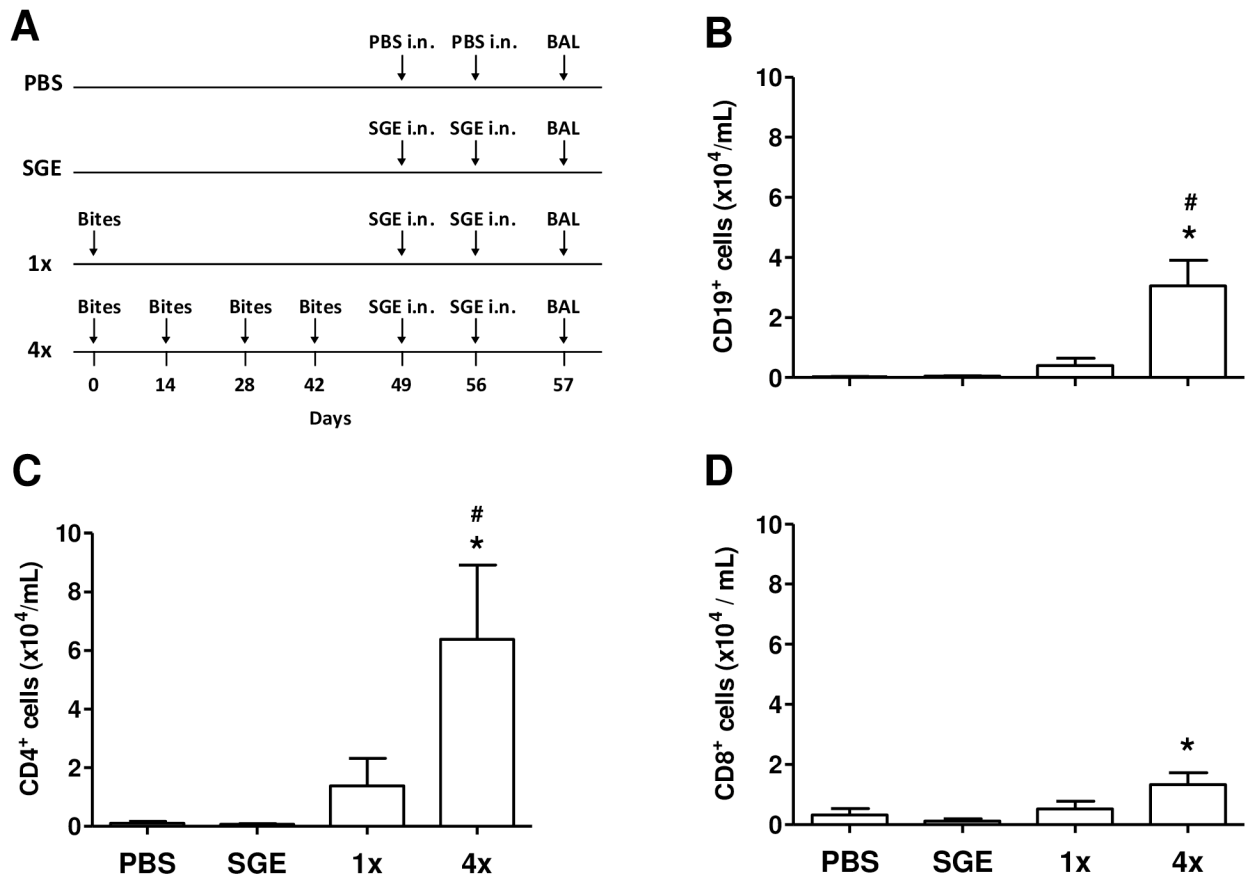 A
PBS i.n. PBS i.n. BAL
PBS
SGE i.n. SGE i.n. BAL
SGE
Bites SGE i.n. SGE i.n. BAL
1x
Bites Bites Bites Bites SGE i.n. SGE i.n. BAL
4x
0 14 28 42 49 56 57
Days
B
CD19⁺ cells (x10⁴/mL)
10
8
6
4
2
0
#
*
C
CD4⁺ cells (x10⁴/mL)
10
8
6
4
2
0
#
*
PBS SGE 1x 4x
D
CD8⁺ cells (x10⁴ / mL)
10
8
6
4
2
0
*
PBS SGE 1x 4x